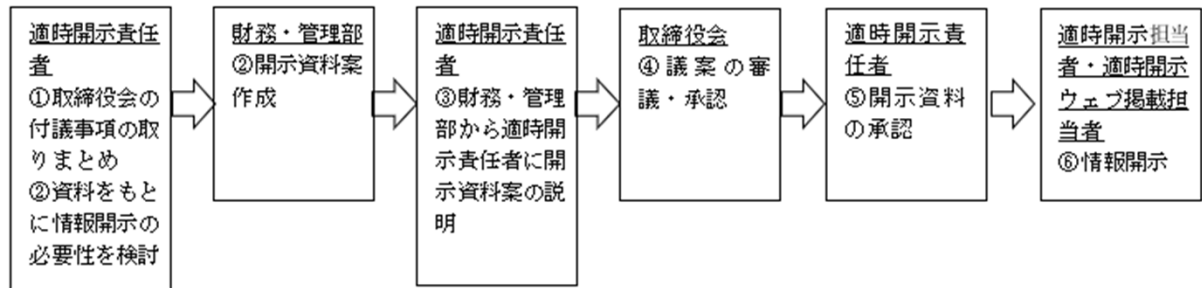 適時開示責任
者
①取締役会の
付議事項の取
りまとめ
②資料をもと
に情報開示の
必要性を検討
財務・管理部
②開示資料案
作成
適時開示責任
者
③財務・管理
部から適時開
示責任者に開
示資料案の説
明
取締役会
④議案の審
議・承認
適時開示責
任者
⑤開示資料
の承認
適時開示担当
者・適時開示
ウェブ掲載担
当者
⑥情報開示